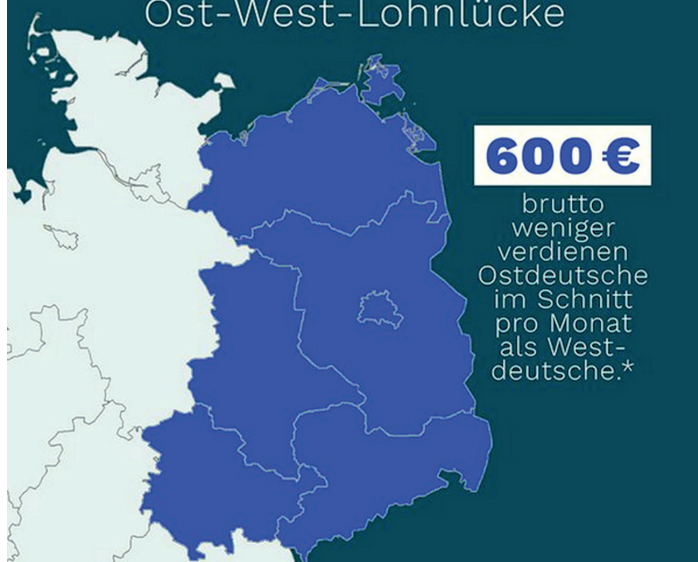 Ost-West-Lohnlücke
600 €
brutto
weniger
verdienen
Ostdeutsche
im Schnitt
pro Monat
als West-
deutsche.*